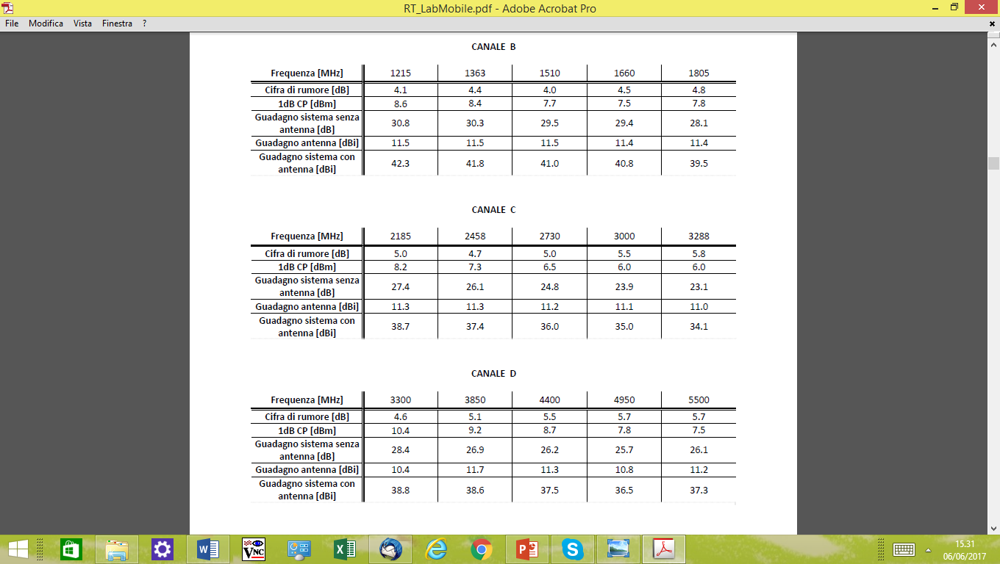 RT_LabMobile.pdf - Adobe Acrobat Pro
File Modifica Vista Finestra ?
CANALE B
Frequenza [MHz] 1215 1363 1510 1660 1805
Cifra di rumore [dB] 4.1 4.4 4.0 4.5 4.8
1dB CP [dBm] 8.6 8.4 7.7 7.5 7.8
Guadagno sistema senza
antenna [dB] 30.8 30.3 29.5 29.4 28.1
Guadagno antenna [dBi] 11.5 11.5 11.5 11.4 11.4
Guadagno sistema con
antenna [dBi] 42.3 41.8 41.0 40.8 39.5
CANALE C
Frequenza [MHz] 2185 2458 2730 3000 3288
Cifra di rumore [dB] 5.0 4.7 5.0 5.5 5.8
1dB CP [dBm] 8.2 7.3 6.5 6.0 6.0
Guadagno sistema senza
antenna [dB] 27.4 26.1 24.8 23.9 23.1
Guadagno antenna [dBi] 11.3 11.3 11.2 11.1 11.0
Guadagno sistema con
antenna [dBi] 38.7 37.4 36.0 35.0 34.1
CANALE D
Frequenza [MHz] 3300 3850 4400 4950 5500
Cifra di rumore [dB] 4.6 5.1 5.5 5.7 5.7
1dB CP [dBm] 10.4 9.2 8.7 7.8 7.5
Guadagno sistema senza
antenna [dB] 28.4 26.9 26.2 25.7 26.1
Guadagno antenna [dBi] 10.4 11.7 11.3 10.8 11.2
Guadagno sistema con
antenna [dBi] 38.8 38.6 37.5 36.5 37.3
VNC
15.31
06/06/2017